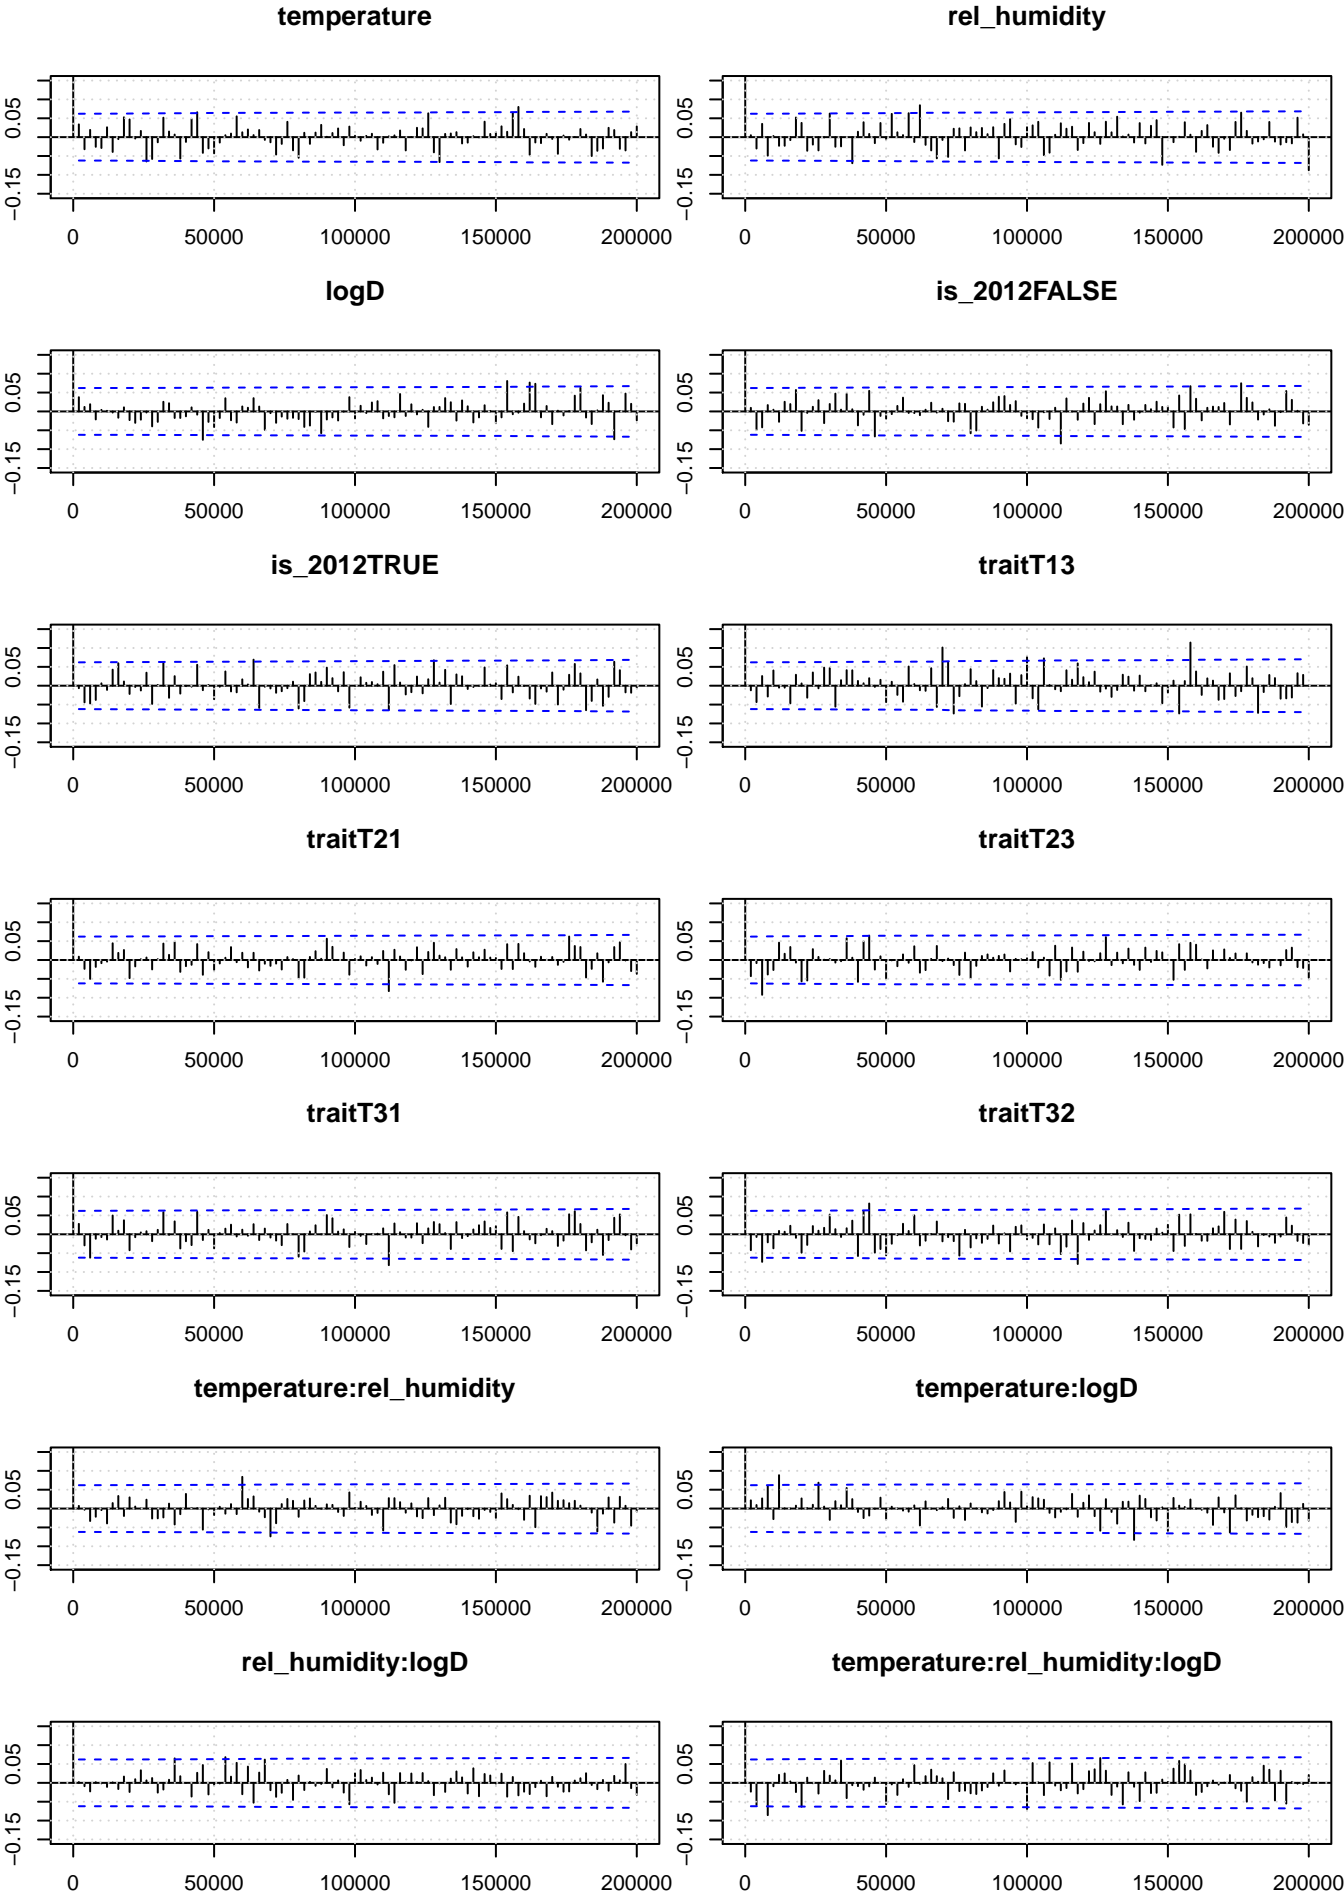 temperature
rel_humidity
0.05
−0.15
0 50000 100000 150000 200000
0.05
−0.15
0 50000 100000 150000 200000
logD
is_2012FALSE
0.05
−0.15
0 50000 100000 150000 200000
0.05
−0.15
0 50000 100000 150000 200000
is_2012TRUE
traitT13
0.05
−0.15
0 50000 100000 150000 200000
0.05
−0.15
0 50000 100000 150000 200000
traitT21
traitT23
0.05
−0.15
0 50000 100000 150000 200000
0.05
−0.15
0 50000 100000 150000 200000
traitT31
traitT32
0.05
−0.15
0 50000 100000 150000 200000
0.05
−0.15
0 50000 100000 150000 200000
temperature:rel_humidity
temperature:logD
0.05
−0.15
0 50000 100000 150000 200000
0.05
−0.15
0 50000 100000 150000 200000
rel_humidity:logD
temperature:rel_humidity:logD
0.05
−0.15
0 50000 100000 150000 200000
0.05
−0.15
0 50000 100000 150000 200000